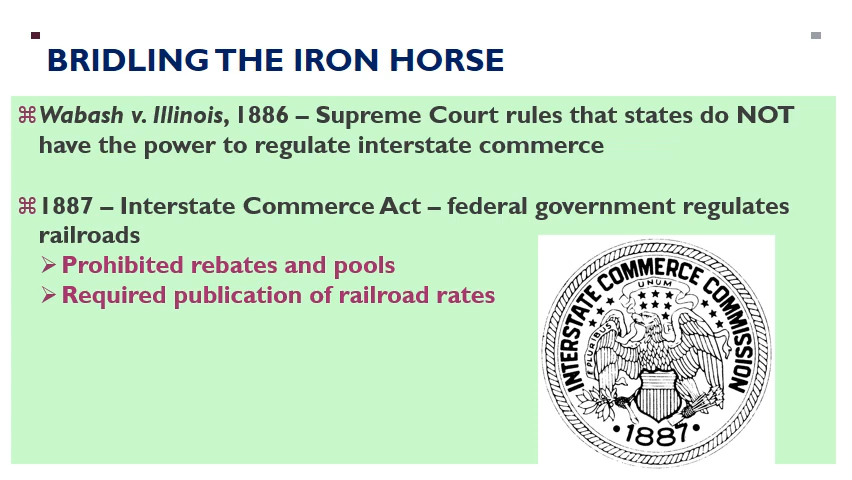 BRIDLING THE IRON HORSE
⌘Wabash v. Illinois, 1886 – Supreme Court rules that states do NOT
have the power to regulate interstate commerce
⌘1887 – Interstate Commerce Act – federal government regulates
railroads
➢Prohibited rebates and pools
➢Required publication of railroad rates
INTERSTATE COMMERCE COMMISSION
E PLURIBUS
UNUM
•1887•